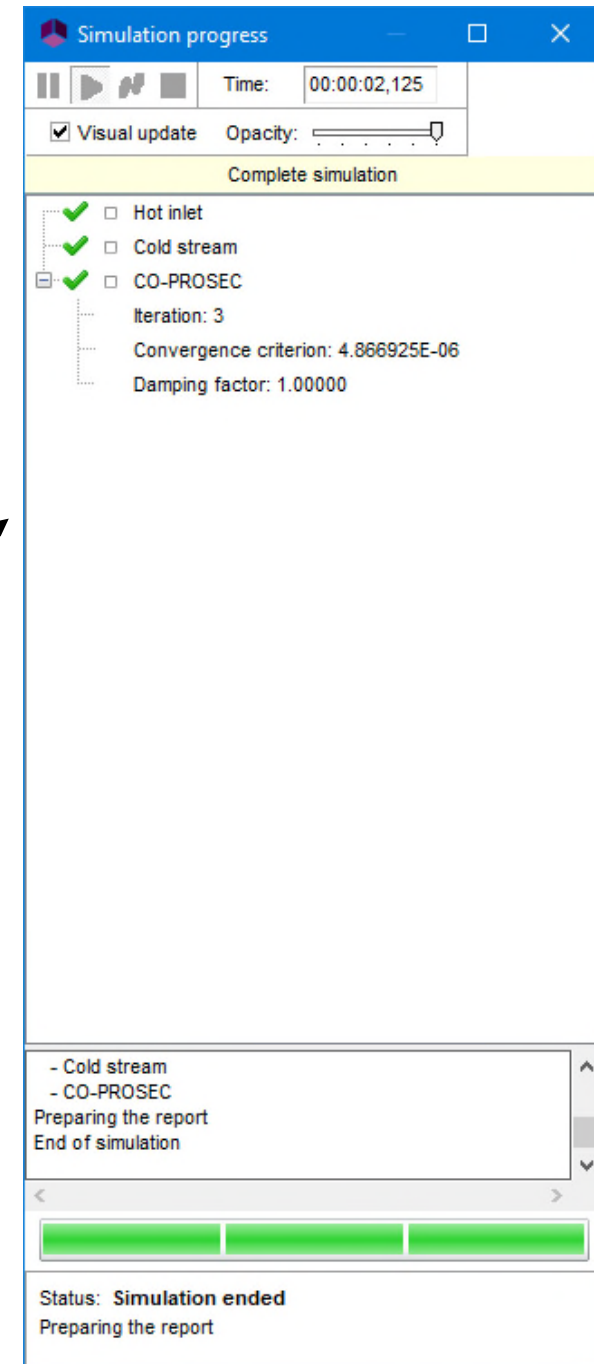 Simulation progress
Time: 00:00:02,125
Visual update Opacity:
Complete simulation
Hot inlet
Cold stream
CO-PROSEC
Iteration: 3
Convergence criterion: 4.866925E-06
Damping factor: 1.00000
- Cold stream
- CO-PROSEC
Preparing the report
End of simulation
Status: Simulation ended
Preparing the report